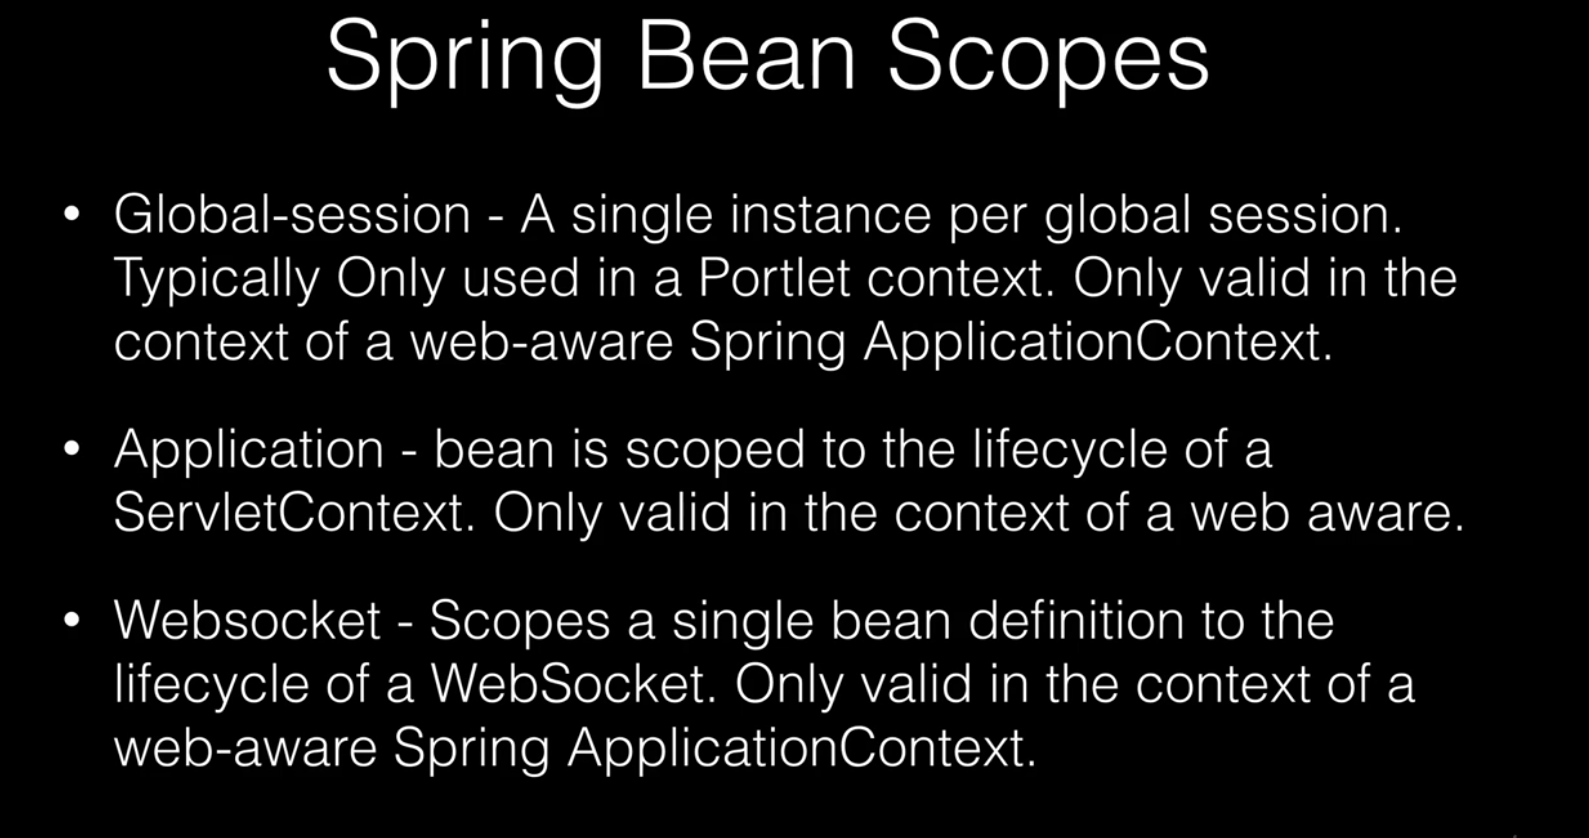 Spring Bean Scopes
• Global-session - A single instance per global session.
Typically Only used in a Portlet context. Only valid in the
context of a web-aware Spring ApplicationContext.
• Application - bean is scoped to the lifecycle of a
ServletContext. Only valid in the context of a web aware.
• Websocket - Scopes a single bean definition to the
lifecycle of a WebSocket. Only valid in the context of a
web-aware Spring ApplicationContext.